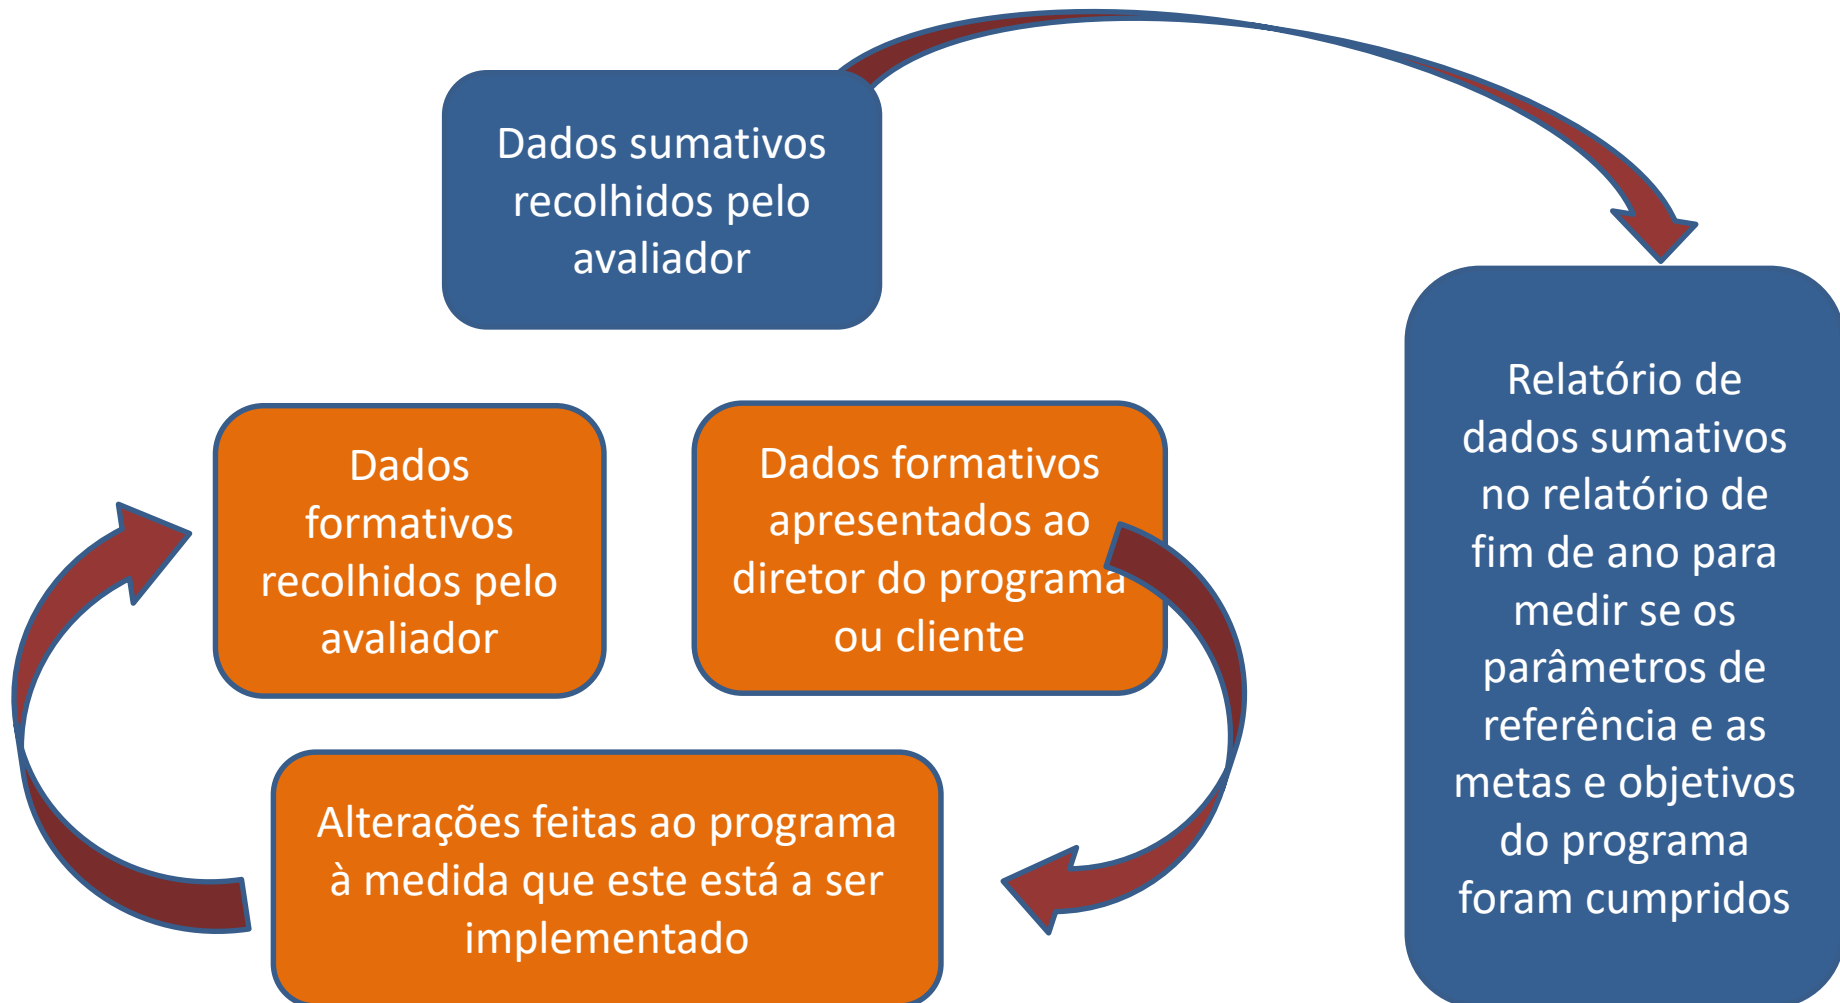 Dados sumativos
recolhidos pelo
avaliador
Dados
formativos
recolhidos pelo
avaliador
Dados formativos
apresentados ao
diretor do programa
ou cliente
Alterações feitas ao programa
à medida que este está a ser
implementado
Relatório de
dados sumativos
no relatório de
fim de ano para
medir se os
parâmetros de
referência e as
metas e objetivos
do programa
foram cumpridos